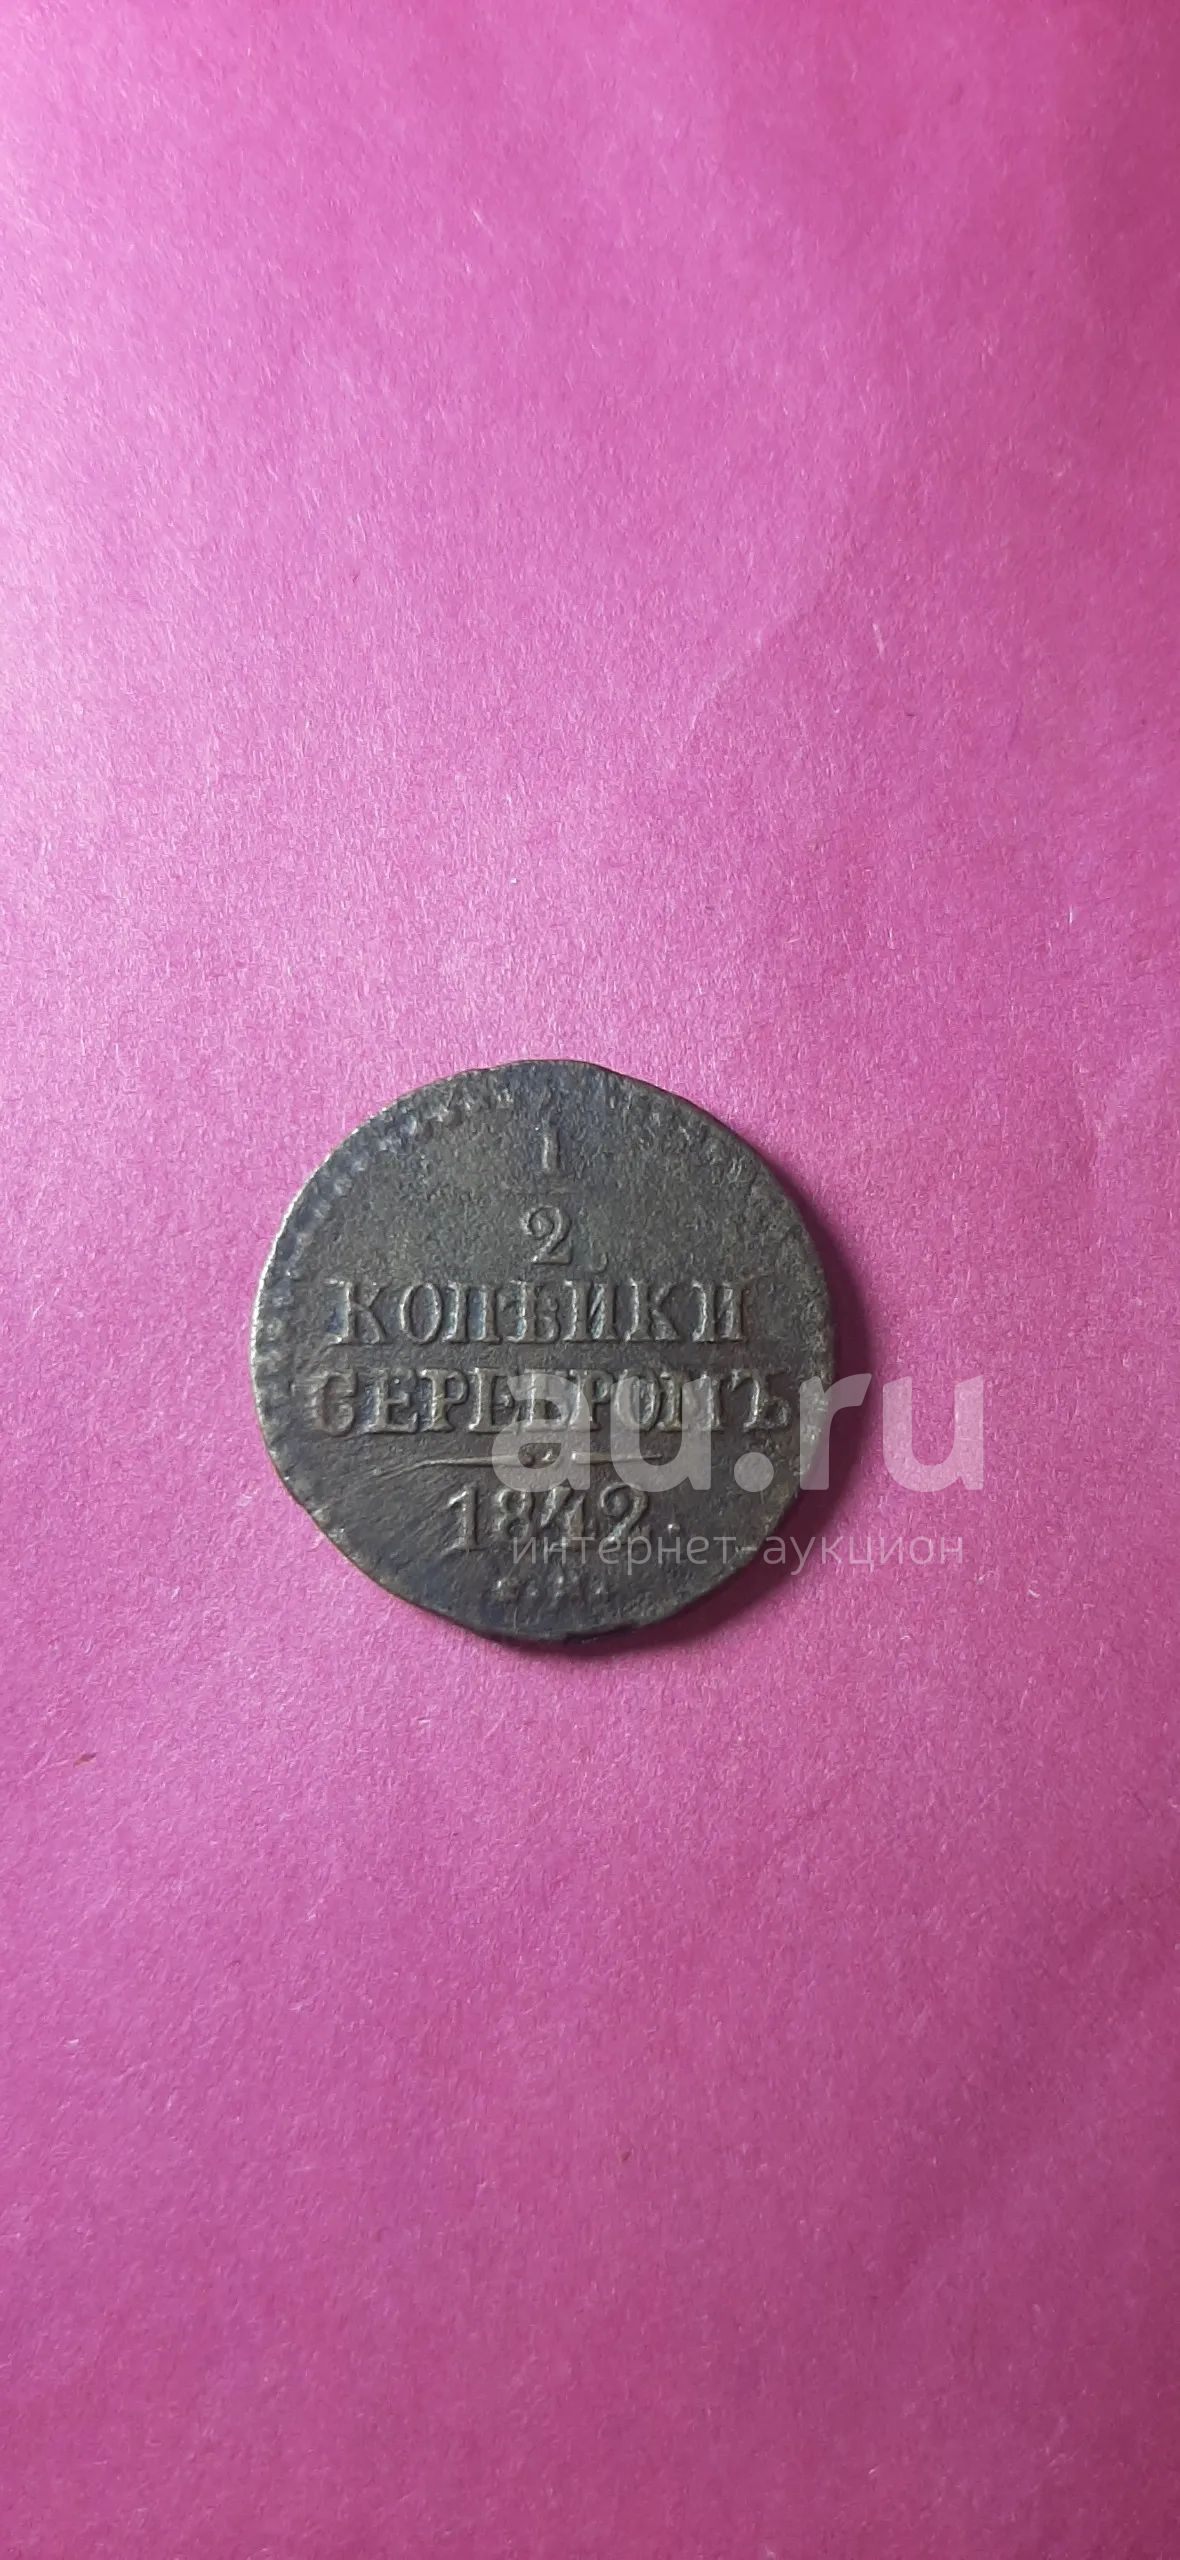 1
2
КОПѢЙКИ
СЕРЕБРОМЪ
au.ru
1842.
интернет-аукцион